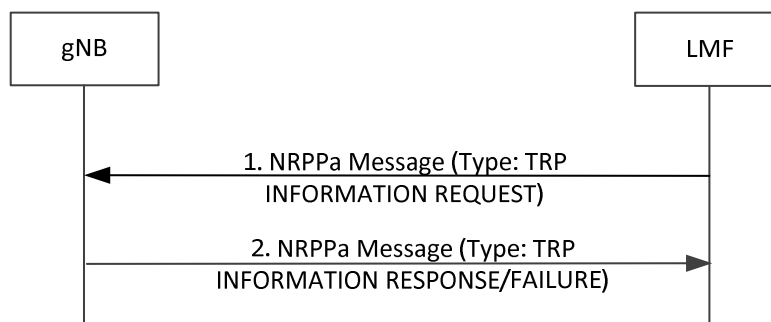 gNB
LMF
1. NRPPa Message (Type: TRP
INFORMATION REQUEST)
2. NRPPa Message (Type: TRP
INFORMATION RESPONSE/FAILURE)